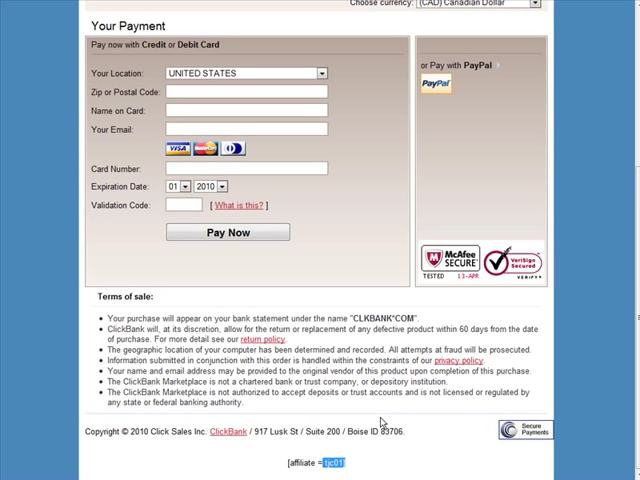 Choose currency: (CAD) Canadian Dollar
Your Payment
Pay now with Credit or Debit Card
Your Location: UNITED STATES
Zip or Postal Code:
Name on Card:
Your Email:
VISA MasterCard
Card Number:
Expiration Date: 01 2010
Validation Code: [ What is this? ]
Pay Now
or Pay with PayPal
PayPal
McAfee SECURE
TESTED 13-APR
VeriSign Secured
VERIFY
Terms of sale:
Your purchase will appear on your bank statement under the name "CLKBANK*COM".
ClickBank will, at its discretion, allow for the return or replacement of any defective product within 60 days from the date
of purchase. For more detail see our return policy.
The geographic location of your computer has been determined and recorded. All attempts at fraud will be prosecuted.
Information submitted in conjunction with this order is handled within the constraints of our privacy policy.
Your name and email address may be provided to the original vendor of this product upon completion of this purchase.
The ClickBank Marketplace is not a chartered bank or trust company, or depository institution.
The ClickBank Marketplace is not authorized to accept deposits or trust accounts and is not licensed or regulated by
any state or federal banking authority.
Copyright © 2010 Click Sales Inc. ClickBank / 917 Lusk St / Suite 200 / Boise ID 83706.
Secure
Payments
[affiliate = tjc01]